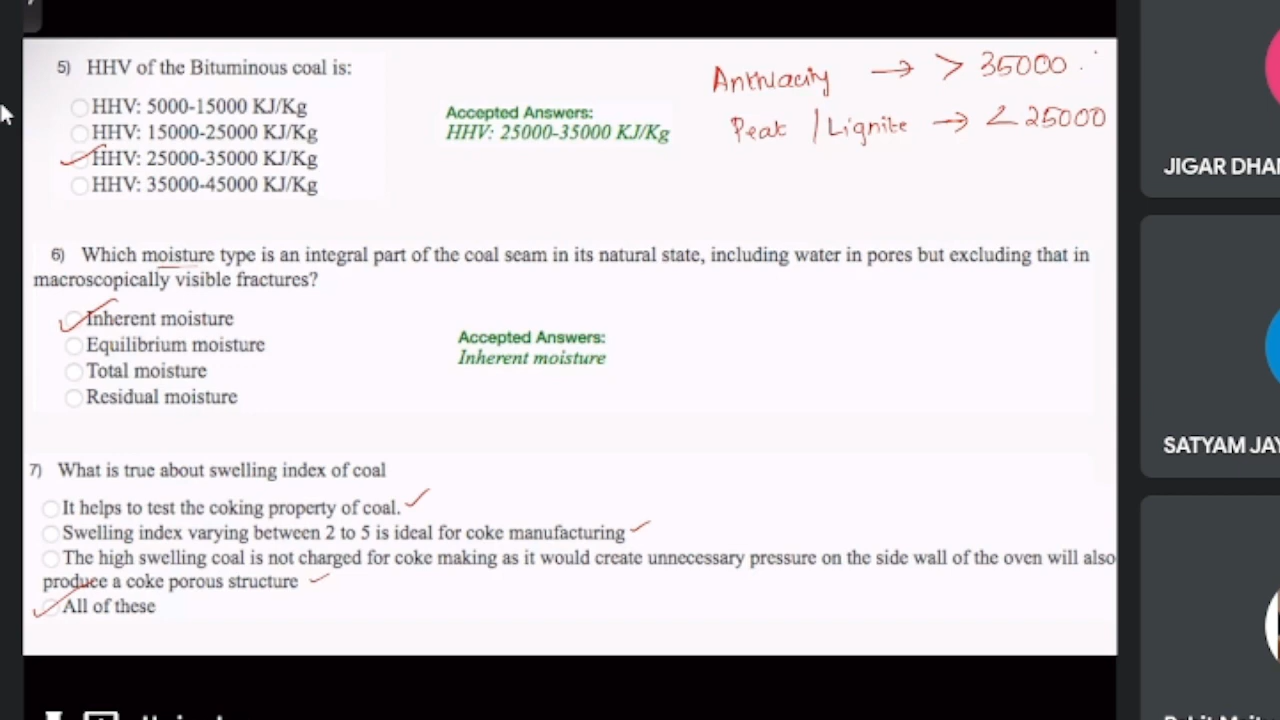 5) HHV of the Bituminous coal is:
HHV: 5000-15000 KJ/Kg
HHV: 15000-25000 KJ/Kg
HHV: 25000-35000 KJ/Kg
HHV: 35000-45000 KJ/Kg
Accepted Answers:
HHV: 25000-35000 KJ/Kg
→ > 35000
Peat / Lignite → < 25000
6) Which moisture type is an integral part of the coal seam in its natural state, including water in pores but excluding that in
macroscopically visible fractures?
Inherent moisture
Equilibrium moisture
Total moisture
Residual moisture
Accepted Answers:
Inherent moisture
7) What is true about swelling index of coal
It helps to test the coking property of coal.
Swelling index varying between 2 to 5 is ideal for coke manufacturing
The high swelling coal is not charged for coke making as it would create unnecessary pressure on the side wall of the oven will also
produce a coke porous structure
All of these
JIGAR DHA
SATYAM JAY